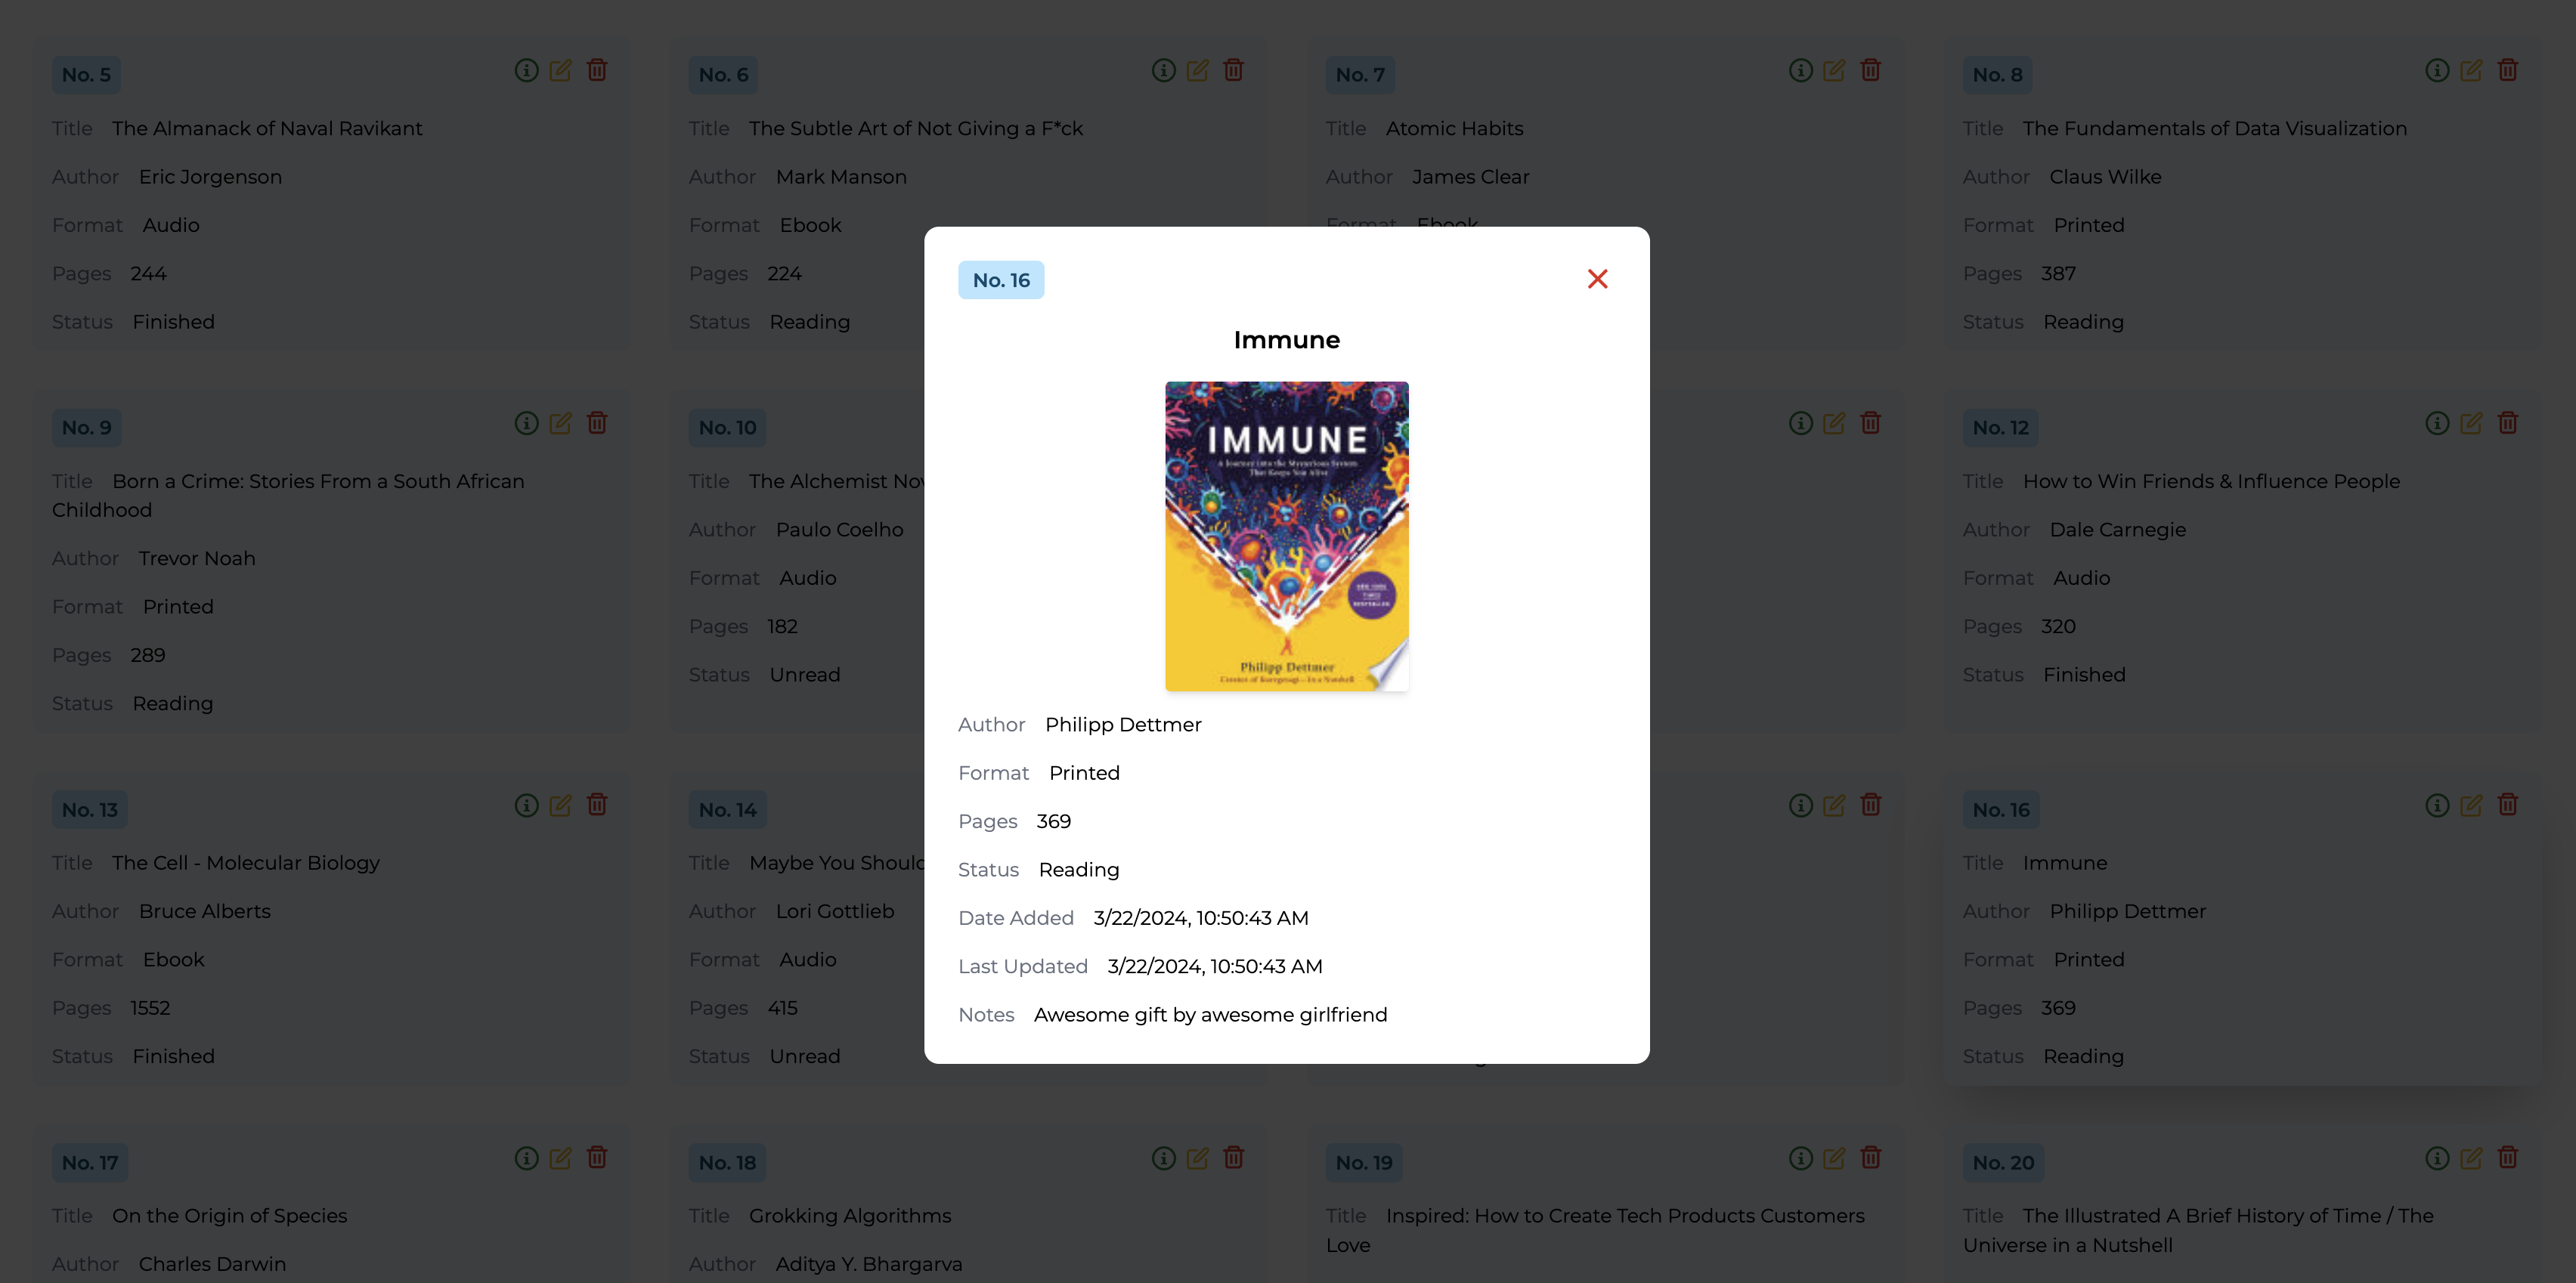 No. 5
Title The Almanack of Naval Ravikant
Author Eric Jorgenson
Format Audio
Pages 244
Status Finished
No. 6
Title The Subtle Art of Not Giving a F*ck
Author Mark Manson
Format Ebook
Pages 224
Status Reading
No. 7
Title Atomic Habits
Author James Clear
Format Ebook
No. 8
Title The Fundamentals of Data Visualization
Author Claus Wilke
Format Printed
Pages 387
Status Reading
No. 9
Title Born a Crime: Stories From a South African
Childhood
Author Trevor Noah
Format Printed
Pages 289
Status Reading
No. 10
Title The Alchemist
Author Paulo Coelho
Format Audio
Pages 182
Status Unread
No. 12
Title How to Win Friends & Influence People
Author Dale Carnegie
Format Audio
Pages 320
Status Finished
No. 13
Title The Cell - Molecular Biology
Author Bruce Alberts
Format Ebook
Pages 1552
Status Finished
No. 14
Title Maybe You
Author Lori Gottlieb
Format Audio
Pages 415
Status Unread
No. 16
Title Immune
Author Philipp Dettmer
Format Printed
Pages 369
Status Reading
No. 17
Title On the Origin of Species
Author Charles Darwin
No. 18
Title Grokking Algorithms
Author Aditya Y. Bhargarva
No. 19
Title Inspired: How to Create Tech Products Customers
Love
No. 20
Title The Illustrated A Brief History of Time / The
Universe in a Nutshell
No. 16
Immune
IMMUNE
A Journey into the Mysterious System
That Keeps You Alive
NEW YORK
TIMES
BESTSELLER
Philipp Dettmer
Creator of Kurzgesagt—In a Nutshell
Author Philipp Dettmer
Format Printed
Pages 369
Status Reading
Date Added 3/22/2024, 10:50:43 AM
Last Updated 3/22/2024, 10:50:43 AM
Notes Awesome gift by awesome girlfriend